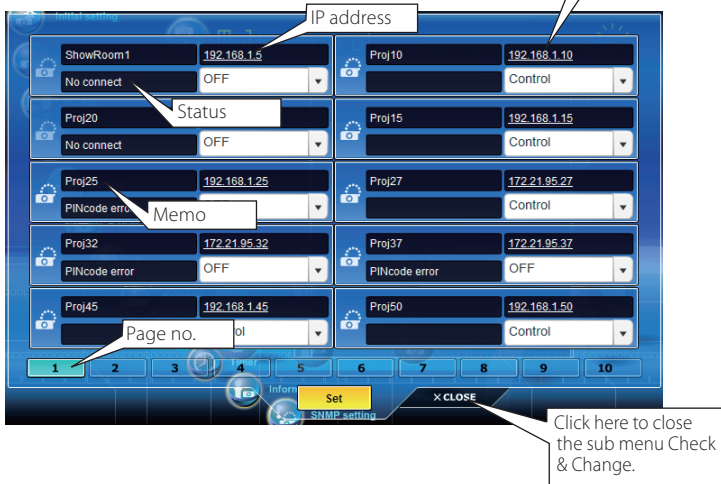 Initial setting
IP address
ShowRoom1 192.168.1.5
No connect OFF
Proj10 192.168.1.10
Control
Status
Proj20
No connect OFF
Proj15 192.168.1.15
Control
Proj25 192.168.1.25
PINcode error
Memo
Proj27 172.21.95.27
Control
Proj32 172.21.95.32
PINcode error OFF
Proj37 172.21.95.37
PINcode error OFF
Proj45 192.168.1.45
ol
Page no.
Proj50 192.168.1.50
Control
1 2 3 4 5 6 7 8 9 10
Timer
Inform
Set
× CLOSE
SNMP setting
Click here to close
the sub menu Check
& Change.